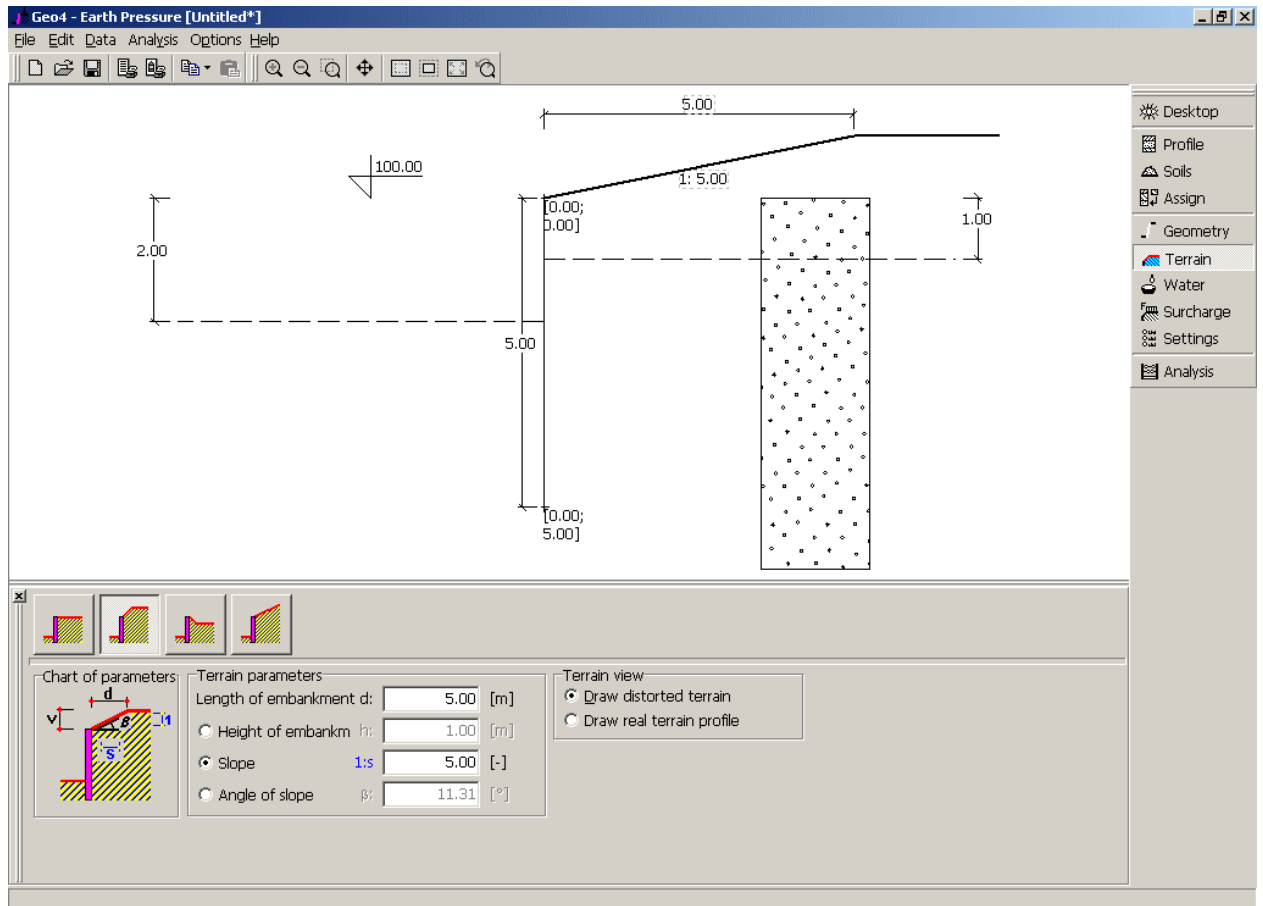 Geo4 - Earth Pressure [Untitled*]
File Edit Data Analysis Options Help
5.00
100.00
1: 5.00
[0.00;
0.00]
1.00
2.00
5.00
[0.00;
5.00]
Desktop
Profile
Soils
Assign
Geometry
Terrain
Water
Surcharge
Settings
Analysis
Chart of parameters
d
v
β
1
s
Terrain parameters
Length of embankment d: 5.00 [m]
Height of embankm h: 1.00 [m]
Slope 1:s 5.00 [-]
Angle of slope β: 11.31 [°]
Terrain view
Draw distorted terrain
Draw real terrain profile